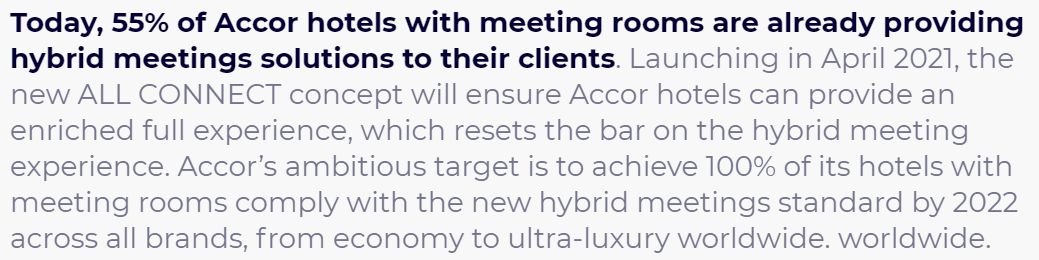 Today, 55% of Accor hotels with meeting rooms are already providing
hybrid meetings solutions to their clients. Launching in April 2021, the
new ALL CONNECT concept will ensure Accor hotels can provide an
enriched full experience, which resets the bar on the hybrid meeting
experience. Accor’s ambitious target is to achieve 100% of its hotels with
meeting rooms comply with the new hybrid meetings standard by 2022
across all brands, from economy to ultra-luxury worldwide. worldwide.